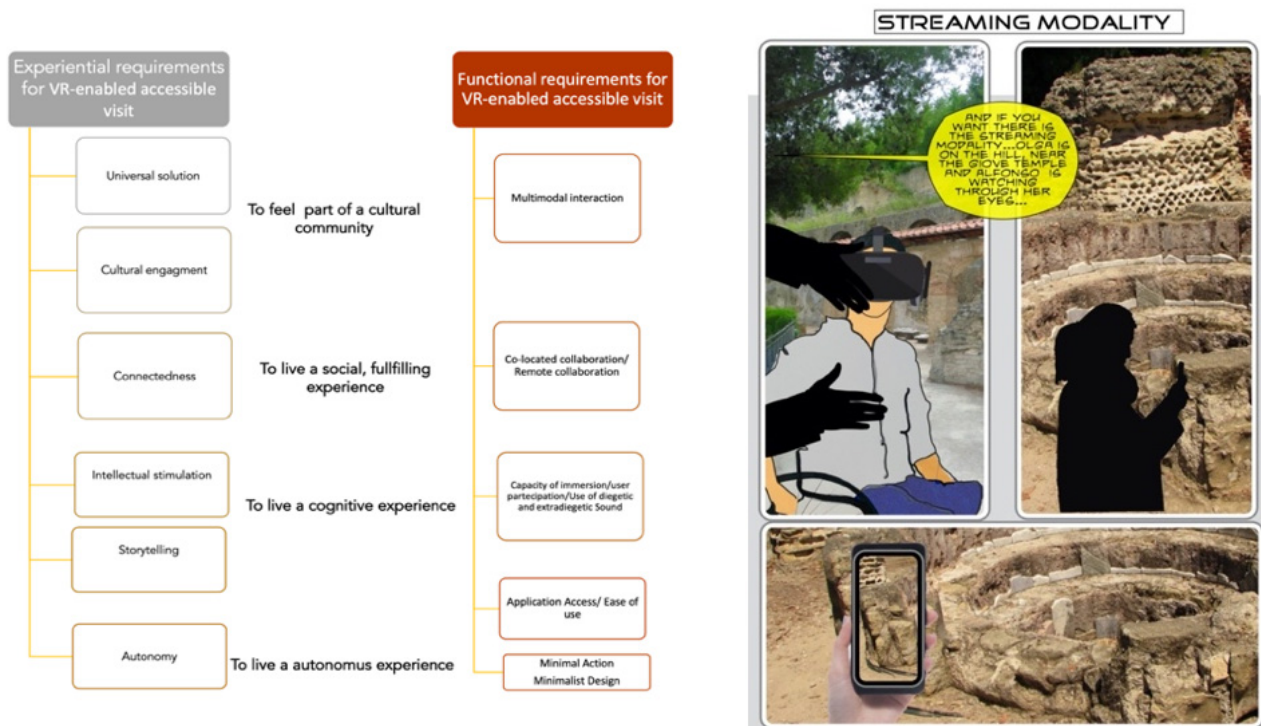 Experiential requirements
for VR-enabled accessible
visit
Universal solution
Cultural engagment
Connectedness
Intellectual stimulation
Storytelling
Autonomy
To feel part of a cultural
community
To live a social, fullfilling
experience
To live a cognitive experience
To live a autonomus experience
Functional requirements for
VR-enabled accessible visit
Multimodal interaction
Co-located collaboration/
Remote collaboration
Capacity of immersion/user
partecipation/Use of diegetic
and extradiegetic Sound
Application Access/ Ease of
use
Minimal Action
Minimalist Design
STREAMING MODALITY
AND IF YOU
WANT THERE IS
THE STREAMING
MODALITY...OLGA IS
ON THE HILL, NEAR
THE GIOVE TEMPLE
AND ALFONSO IS
WATCHING
THROUGH HER
EYES...